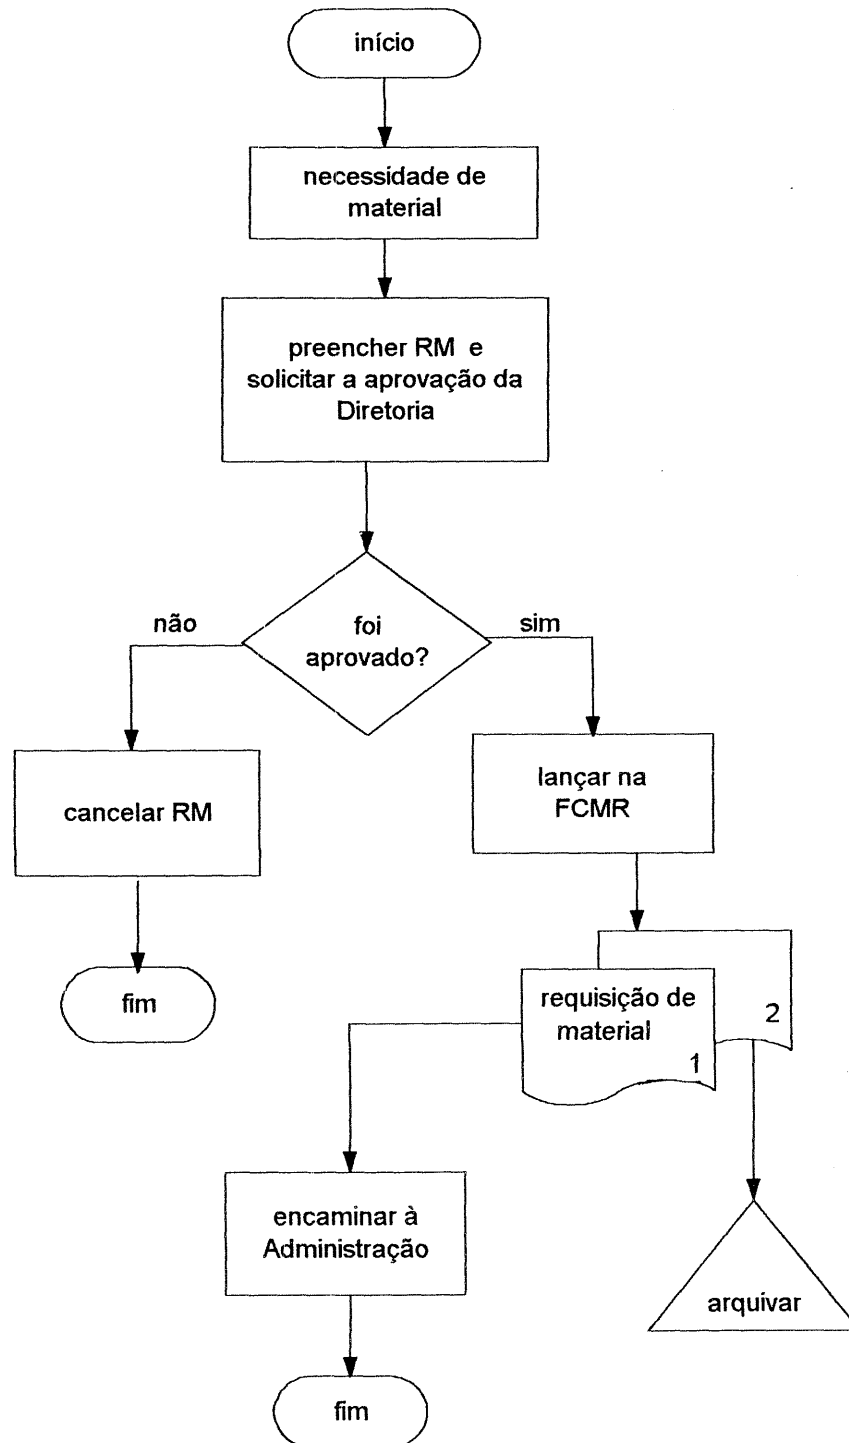 início
necessidade de
material
preencher RM e
solicitar a aprovação da
Diretoria
foi
aprovado?
não
sim
cancelar RM
lançar na
FCMR
fim
requisição de
material
1
2
encaminar à
Administração
arquivar
fim